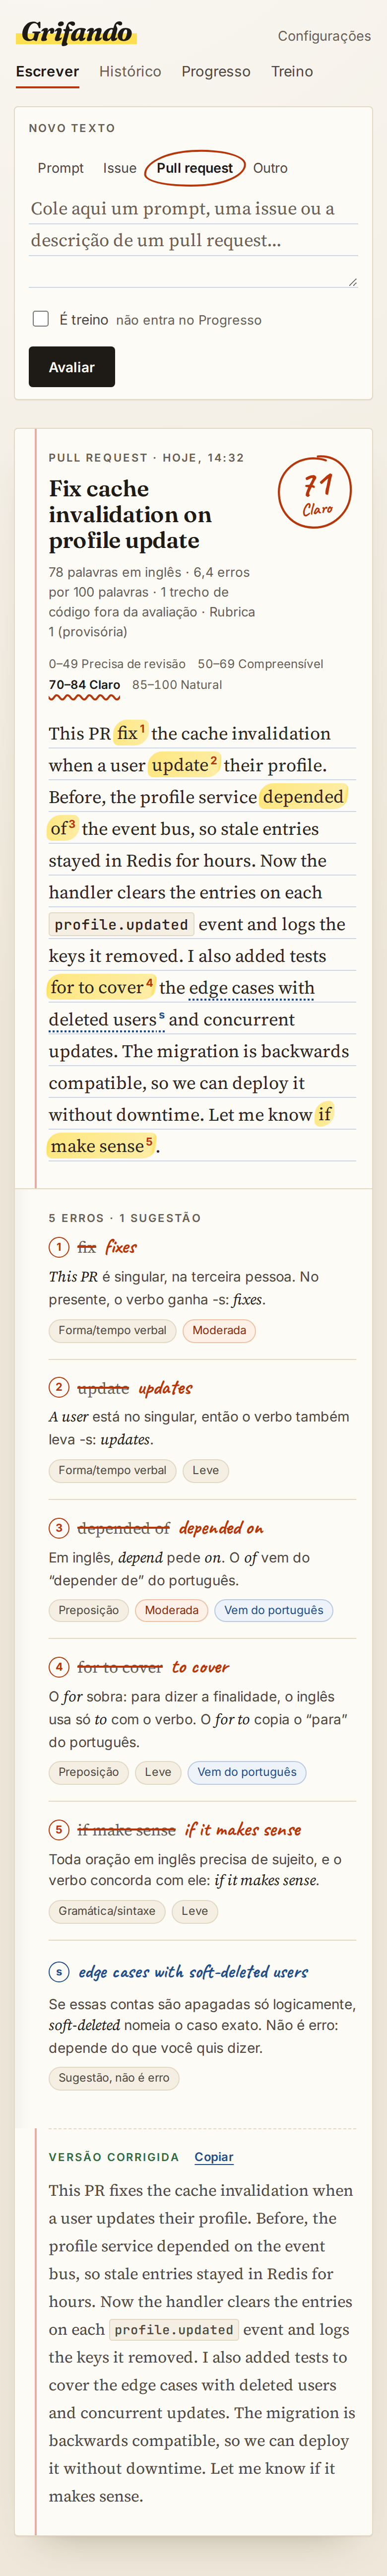 Grifando
Configurações
Escrever Histórico Progresso Treino
NOVO TEXTO
Prompt Issue Pull request Outro
Cole aqui um prompt, uma issue ou a
descrição de um pull request...
É treino não entra no Progresso
Avaliar
PULL REQUEST · HOJE, 14:32
71
Claro
Fix cache
invalidation on
profile update
78 palavras em inglês · 6,4 erros
por 100 palavras · 1 trecho de
código fora da avaliação · Rubrica
1 (provisória)
0–49 Precisa de revisão 50–69 Compreensível
70–84 Claro 85–100 Natural
This PR fix 1 the cache invalidation
when a user update 2 their profile.
Before, the profile service depended
of 3 the event bus, so stale entries
stayed in Redis for hours. Now the
handler clears the entries on each
profile.updated event and logs the
keys it removed. I also added tests
for to cover 4 the edge cases with
deleted users s and concurrent
updates. The migration is backwards
compatible, so we can deploy it
without downtime. Let me know if
make sense 5.
5 ERROS · 1 SUGESTÃO
1 fix fixes
This PR é singular, na terceira pessoa. No
presente, o verbo ganha -s: fixes.
Forma/tempo verbal Moderada
2 update updates
A user está no singular, então o verbo também
leva -s: updates.
Forma/tempo verbal Leve
3 depended of depended on
Em inglês, depend pede on. O of vem do
“depender de” do português.
Preposição Moderada Vem do português
4 for to cover to cover
O for sobra: para dizer a finalidade, o inglês
usa só to com o verbo. O for to copia o “para”
do português.
Preposição Leve Vem do português
5 if make sense if it makes sense
Toda oração em inglês precisa de sujeito, e o
verbo concorda com ele: if it makes sense.
Gramática/sintaxe Leve
s edge cases with soft-deleted users
Se essas contas são apagadas só logicamente,
soft-deleted nomeia o caso exato. Não é erro:
depende do que você quis dizer.
Sugestão, não é erro
VERSÃO CORRIGIDA Copiar
This PR fixes the cache invalidation when
a user updates their profile. Before, the
profile service depended on the event
bus, so stale entries stayed in Redis for
hours. Now the handler clears the entries
on each profile.updated event and logs
the keys it removed. I also added tests to
cover the edge cases with deleted users
and concurrent updates. The migration is
backwards compatible, so we can deploy
it without downtime. Let me know if it
makes sense.